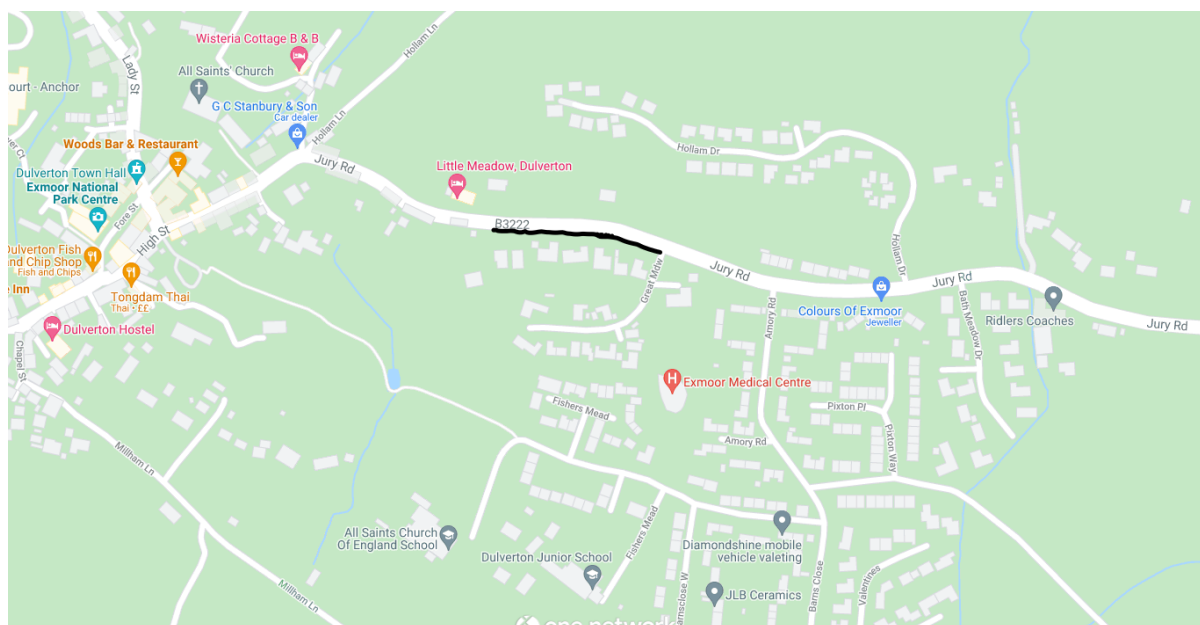 Wisteria Cottage B & B
Hollam Ln
Lady St
All Saints' Church
ourt - Anchor
G C Stanbury & Son
Car dealer
Hollam Ln
Woods Bar & Restaurant
Jury Rd
Hollam Dr
Little Meadow, Dulverton
Dulverton Town Hall
Exmoor National
Park Centre
Fore St
B3222
High St
Dulverton Fish
and Chip Shop
Fish and Chips
Great Mdw
Jury Rd
Hollam Dr
Jury Rd
e Inn
Tongdam Thai
Thai • ££
Amory Rd
Colours Of Exmoor
Jeweller
Bath Meadow Dr
Ridlers Coaches
Jury Rd
Dulverton Hostel
Chapel St
Exmoor Medical Centre
Fishers Mead
Pixton Pl
Amory Rd
Pixton Way
Millham Ln
All Saints Church
Of England School
Dulverton Junior School
Fishers Mead
Diamondshine mobile
vehicle valeting
Millham Ln
JLB Ceramics
Barns Close
Valentines